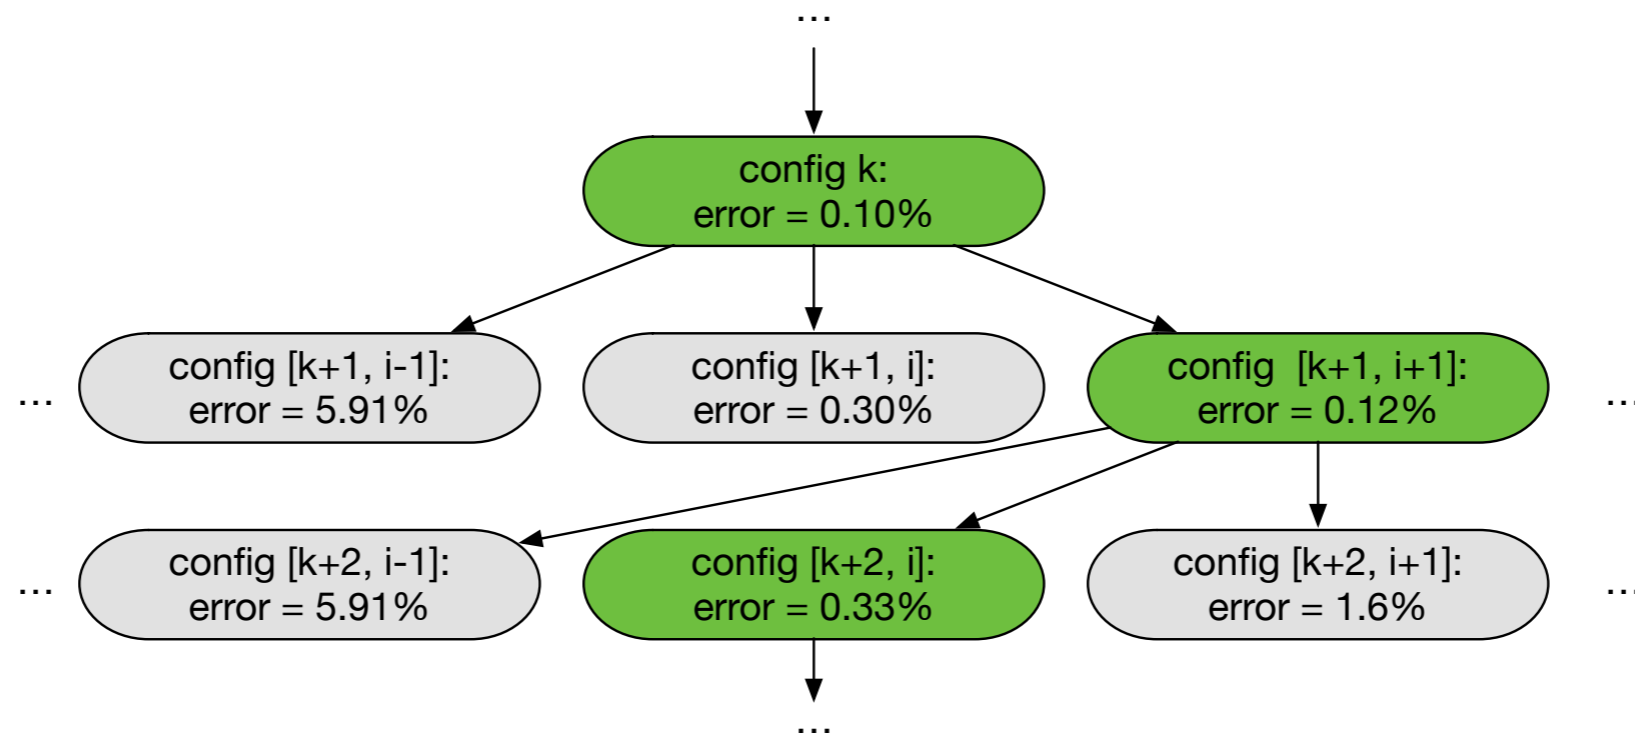 ...
config k:
error = 0.10%
...
config [k+1, i-1]:
error = 5.91%
config [k+1, i]:
error = 0.30%
config  [k+1, i+1]:
error = 0.12%
...
...
config [k+2, i-1]:
error = 5.91%
config [k+2, i]:
error = 0.33%
config [k+2, i+1]:
error = 1.6%
...
...